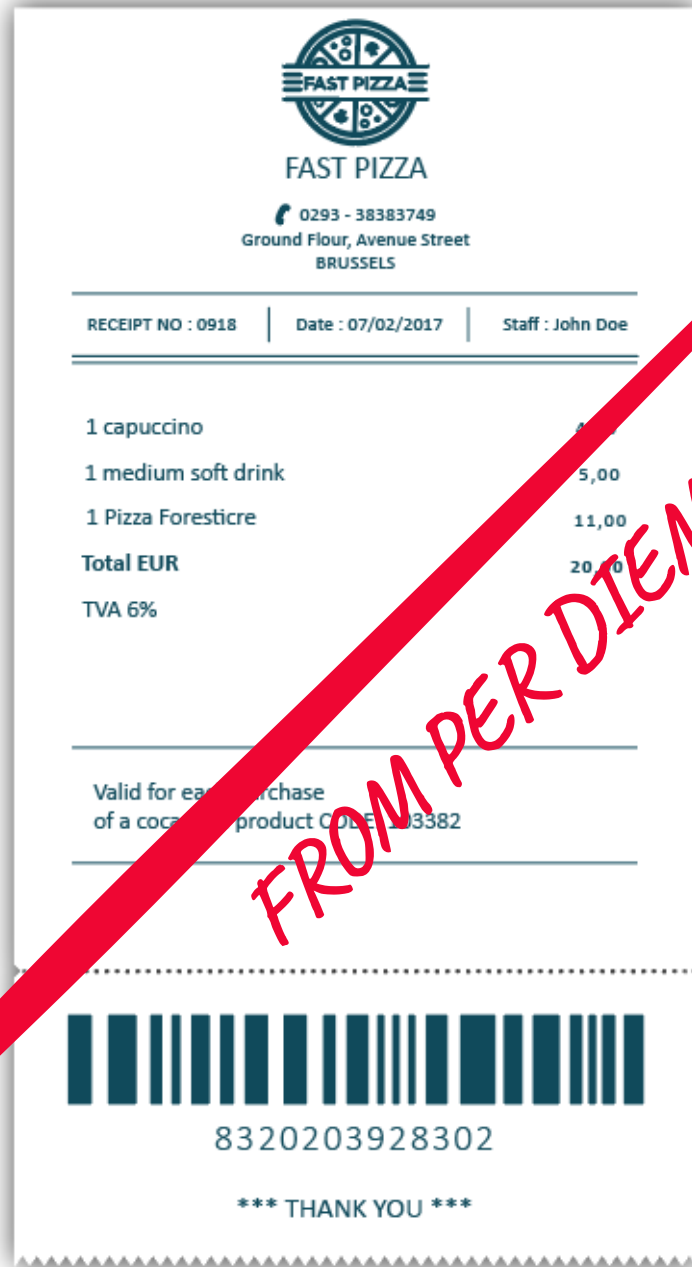 FAST PIZZA
FAST PIZZA
0293 - 38383749
Ground Flour, Avenue Street
BRUSSELS
RECEIPT NO : 0918 Date : 07/02/2017 Staff : John Doe
1 capuccino
1 medium soft drink 5,00
1 Pizza Foresticre 11,00
Total EUR
TVA 6%
FROM PER DIEM
Valid for
of a product 103382
8320203928302
*** THANK YOU ***